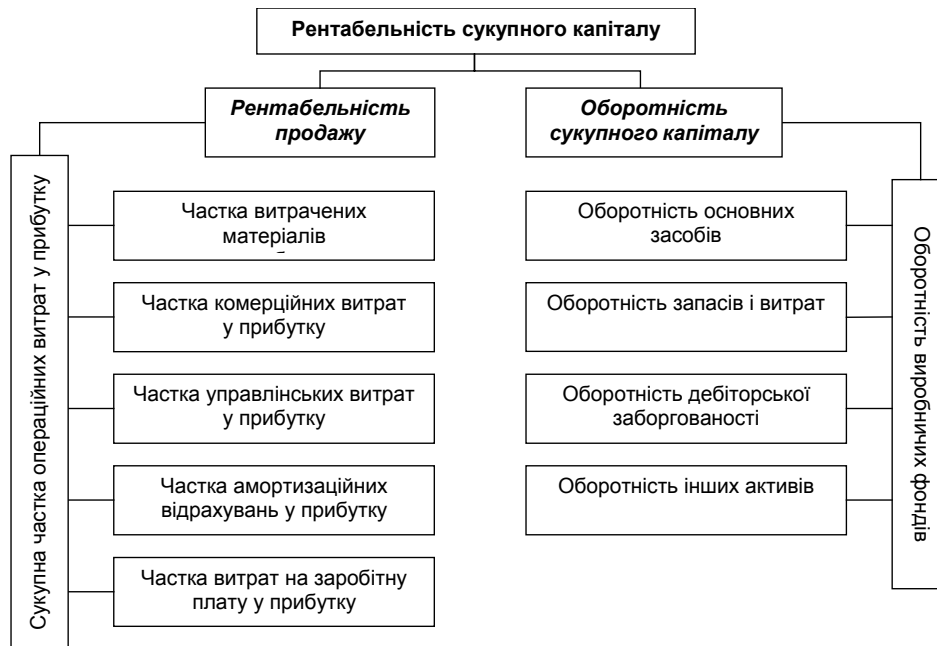 Рентабельність сукупного капіталу
Рентабельність
продажу
Оборотність
сукупного капіталу
Сукупна частка операційних витрат у прибутку
Частка витрачених
матеріалів
Частка комерційних витрат
у прибутку
Частка управлінських витрат
у прибутку
Частка амортизаційних
відрахувань у прибутку
Частка витрат на заробітну
плату у прибутку
Оборотність основних
засобів
Оборотність запасів і витрат
Оборотність дебіторської
заборгованості
Оборотність інших активів
Оборотність виробничих фондів